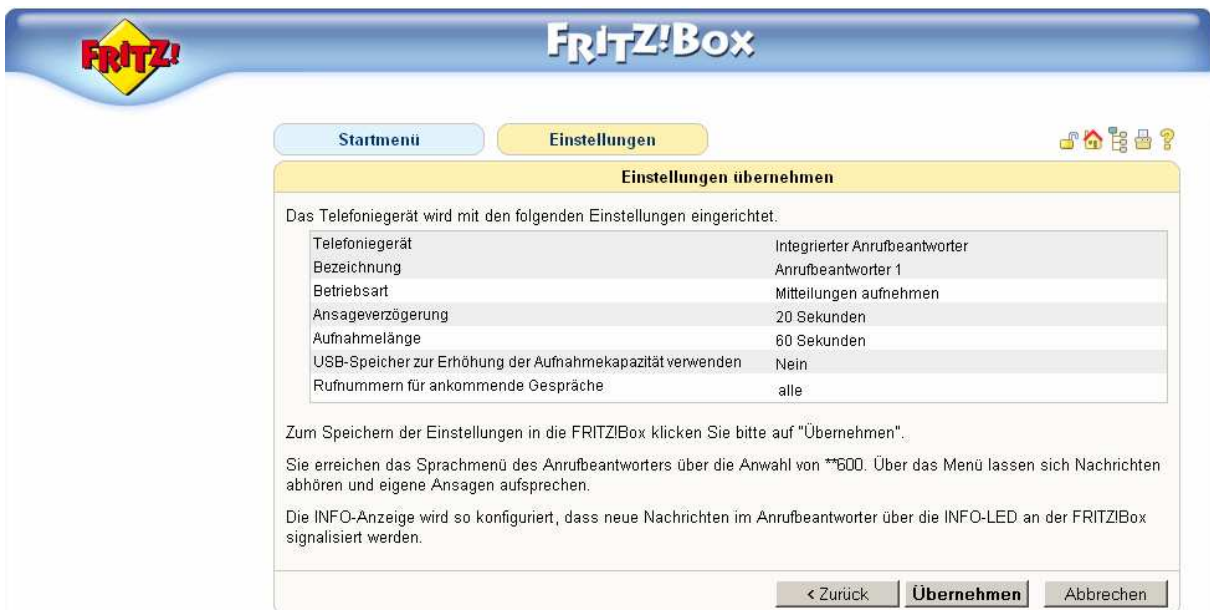 FRITZ!
FRITZ!BOX
Startmenü Einstellungen
Einstellungen übernehmen
Das Telefoniegerät wird mit den folgenden Einstellungen eingerichtet.
Telefoniegerät Integrierter Anrufbeantworter
Bezeichnung Anrufbeantworter 1
Betriebsart Mitteilungen aufnehmen
Ansageverzögerung 20 Sekunden
Aufnahmelänge 60 Sekunden
USB-Speicher zur Erhöhung der Aufnahmekapazität verwenden Nein
Rufnummern für ankommende Gespräche alle
Zum Speichern der Einstellungen in die FRITZ!Box klicken Sie bitte auf "Übernehmen".
Sie erreichen das Sprachmenü des Anrufbeantworters über die Anwahl von **600. Über das Menü lassen sich Nachrichten
abhören und eigene Ansagen aufsprechen.
Die INFO-Anzeige wird so konfiguriert, dass neue Nachrichten im Anrufbeantworter über die INFO-LED an der FRITZ!Box
signalisiert werden.
< Zurück Übernehmen Abbrechen